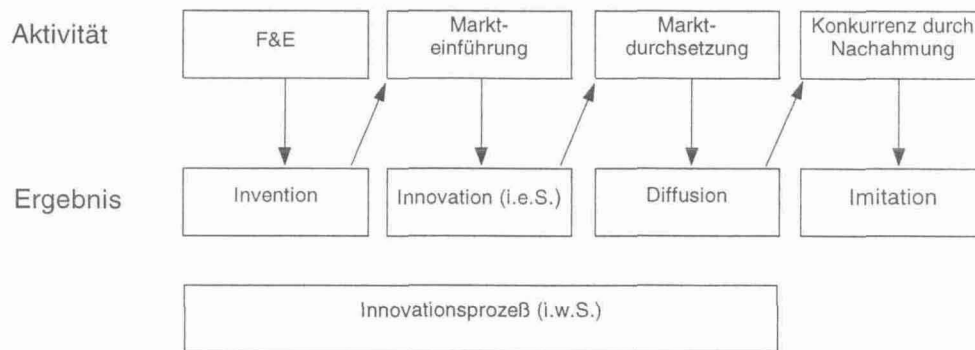 Aktivität
F&E
Markt-
einführung
Markt-
durchsetzung
Konkurrenz durch
Nachahmung
Ergebnis
Invention
Innovation (i.e.S.)
Diffusion
Imitation
Innovationsprozeß (i.w.S.)